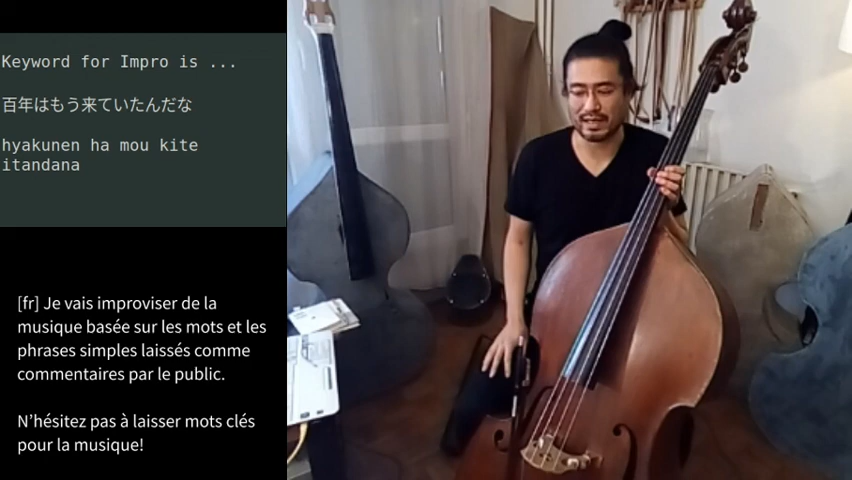 Keyword for Impro is ...
百年はもう来ていたんだな
hyakunen ha mou kite
itandana
[fr] Je vais improviser de la
musique basée sur les mots et les
phrases simples laissés comme
commentaires par le public.
N'hésitez pas à laisser mots clés
pour la musique!